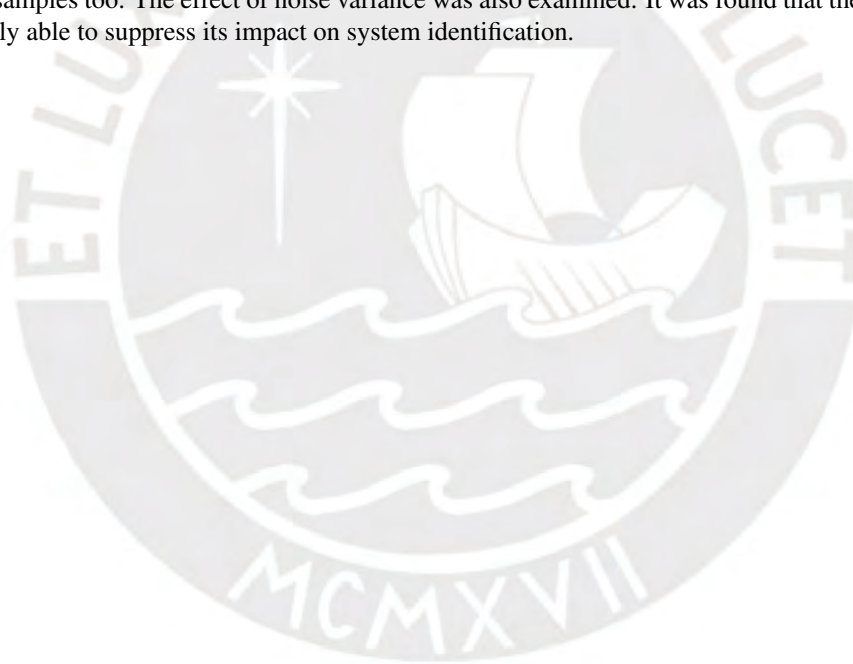 samples too. The effect of noise variance was also examined. It was found that the
ly able to suppress its impact on system identification.
ET LUX
LUCET
MCMXVII